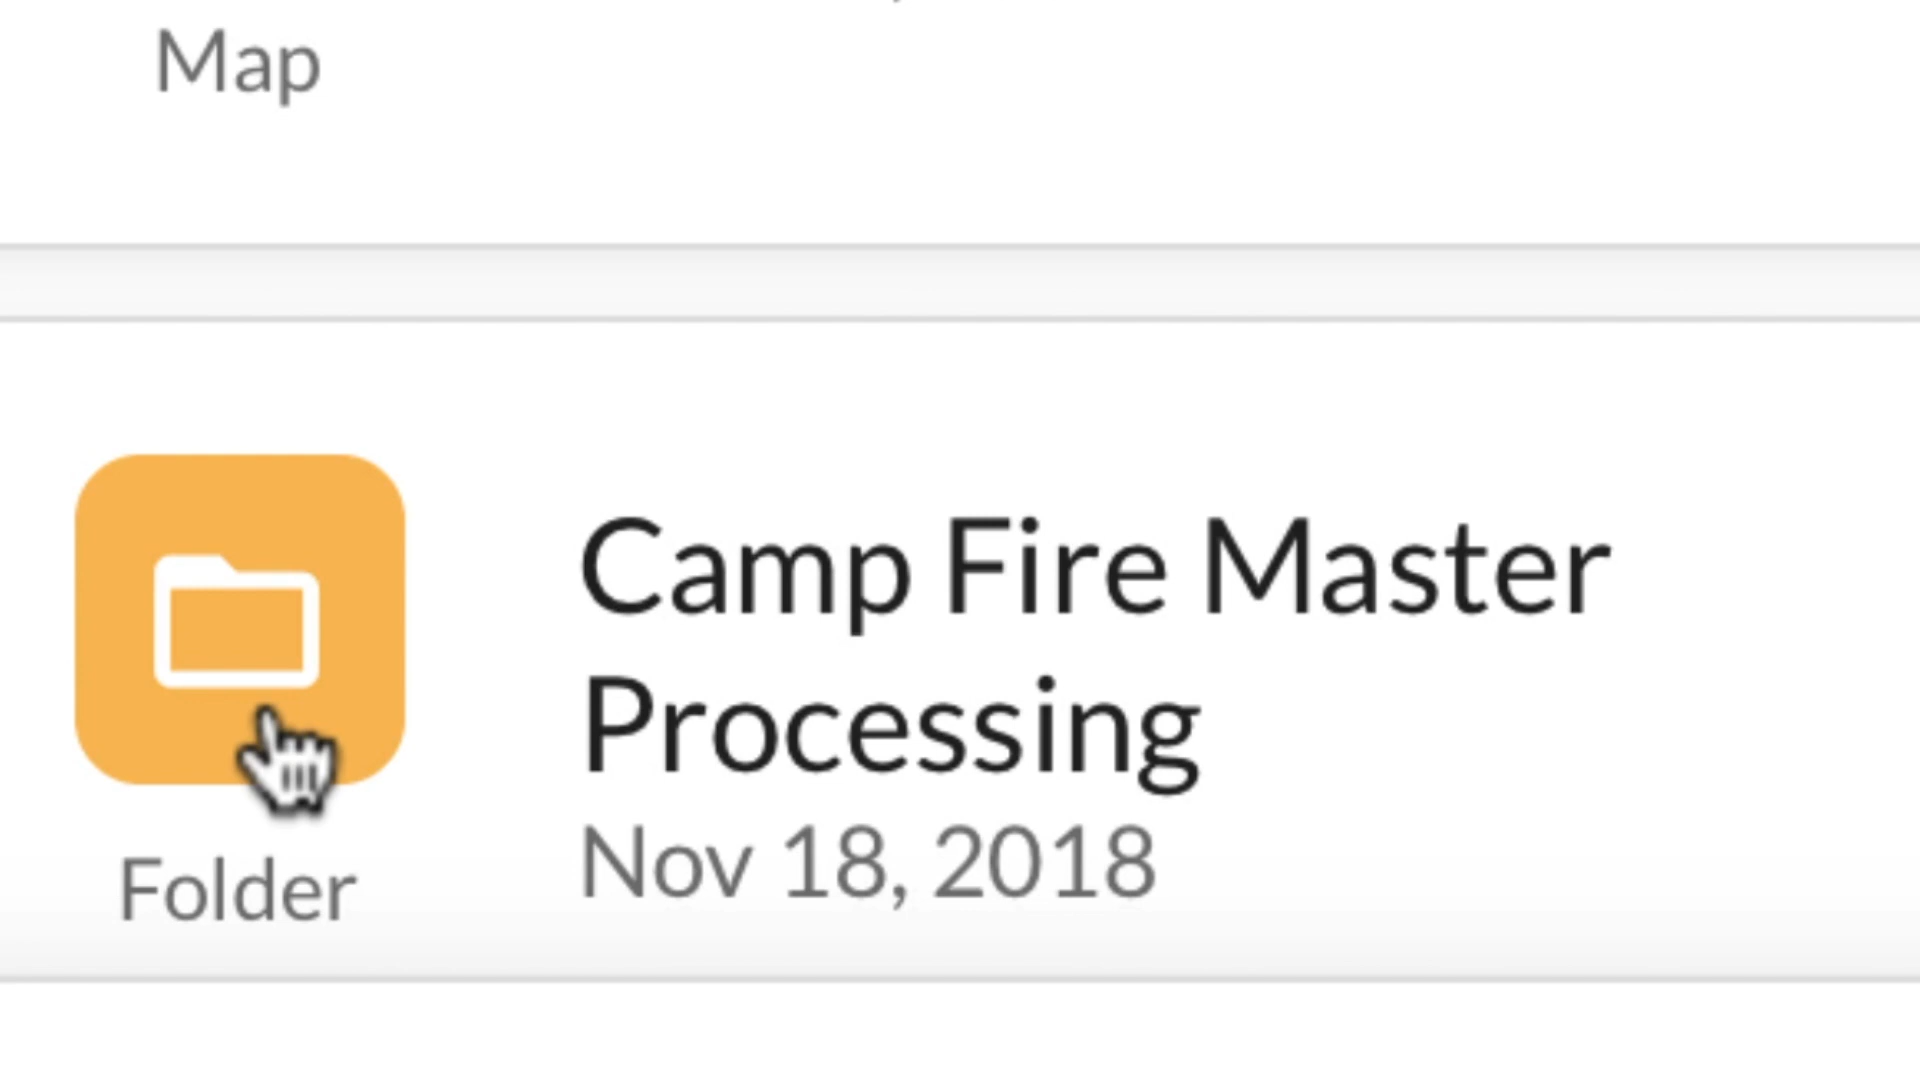 Map
Camp Fire Master
Processing
Nov 18, 2018
Folder